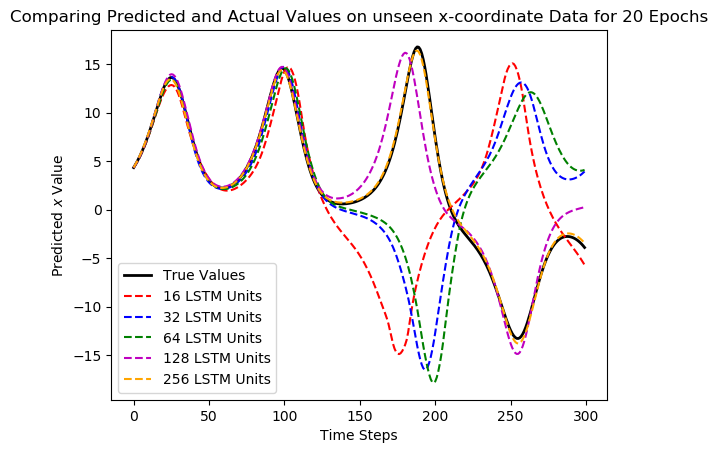 Comparing Predicted and Actual Values on unseen x-coordinate Data for 20 Epochs
Predicted x Value
15
10
5
0
−5
−10
−15
True Values
16 LSTM Units
32 LSTM Units
64 LSTM Units
128 LSTM Units
256 LSTM Units
0 50 100 150 200 250 300
Time Steps